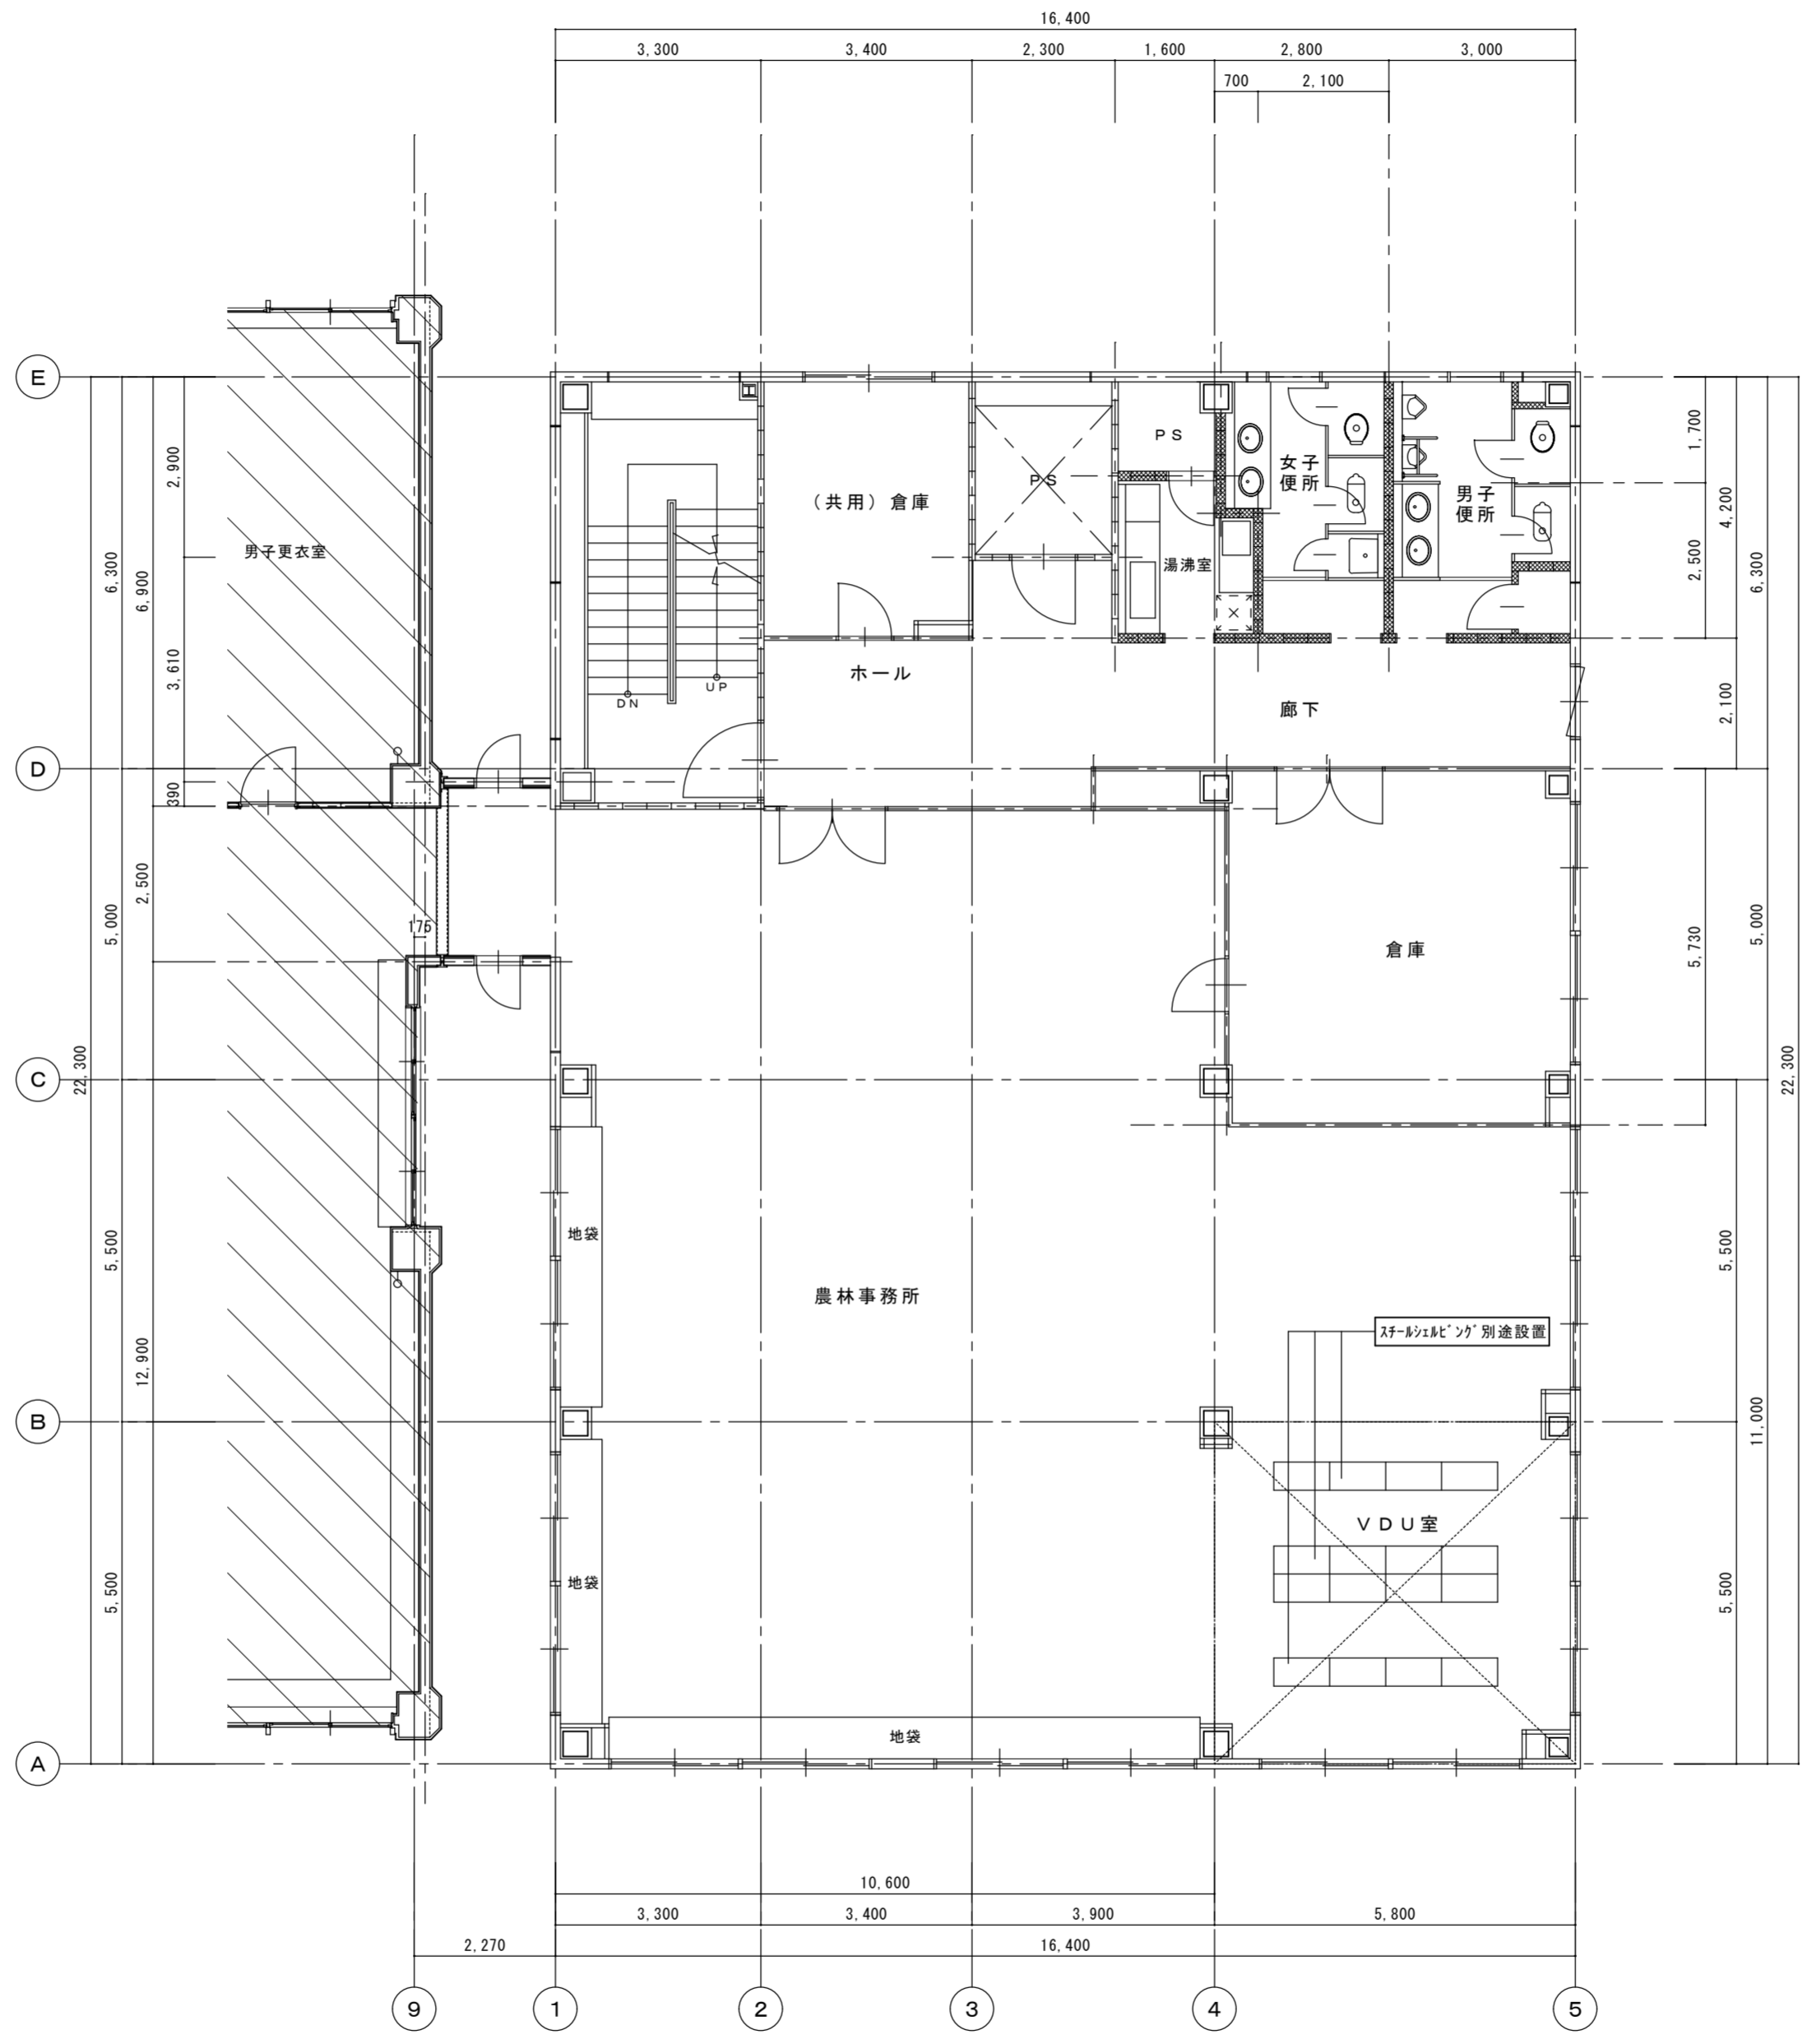 16,400
3,300 3,400 2,300 1,600 2,800 3,000
700 2,100
E
D
C
B
A
22,300
6,300
5,000
5,500
5,500
6,900
2,500
12,900
2,900
3,610
390
175
男子更衣室
(共用)倉庫
PS
PS
湯沸室
女子
便所
男子
便所
ホール
廊下
DN
UP
倉庫
地袋
農林事務所
スチールシェルビング別途設置
VDU室
地袋
地袋
1,700
2,500
5,730
4,200
2,100
5,500
5,500
6,300
5,000
11,000
22,300
10,600
3,300 3,400 3,900 5,800
2,270 16,400
9 1 2 3 4 5